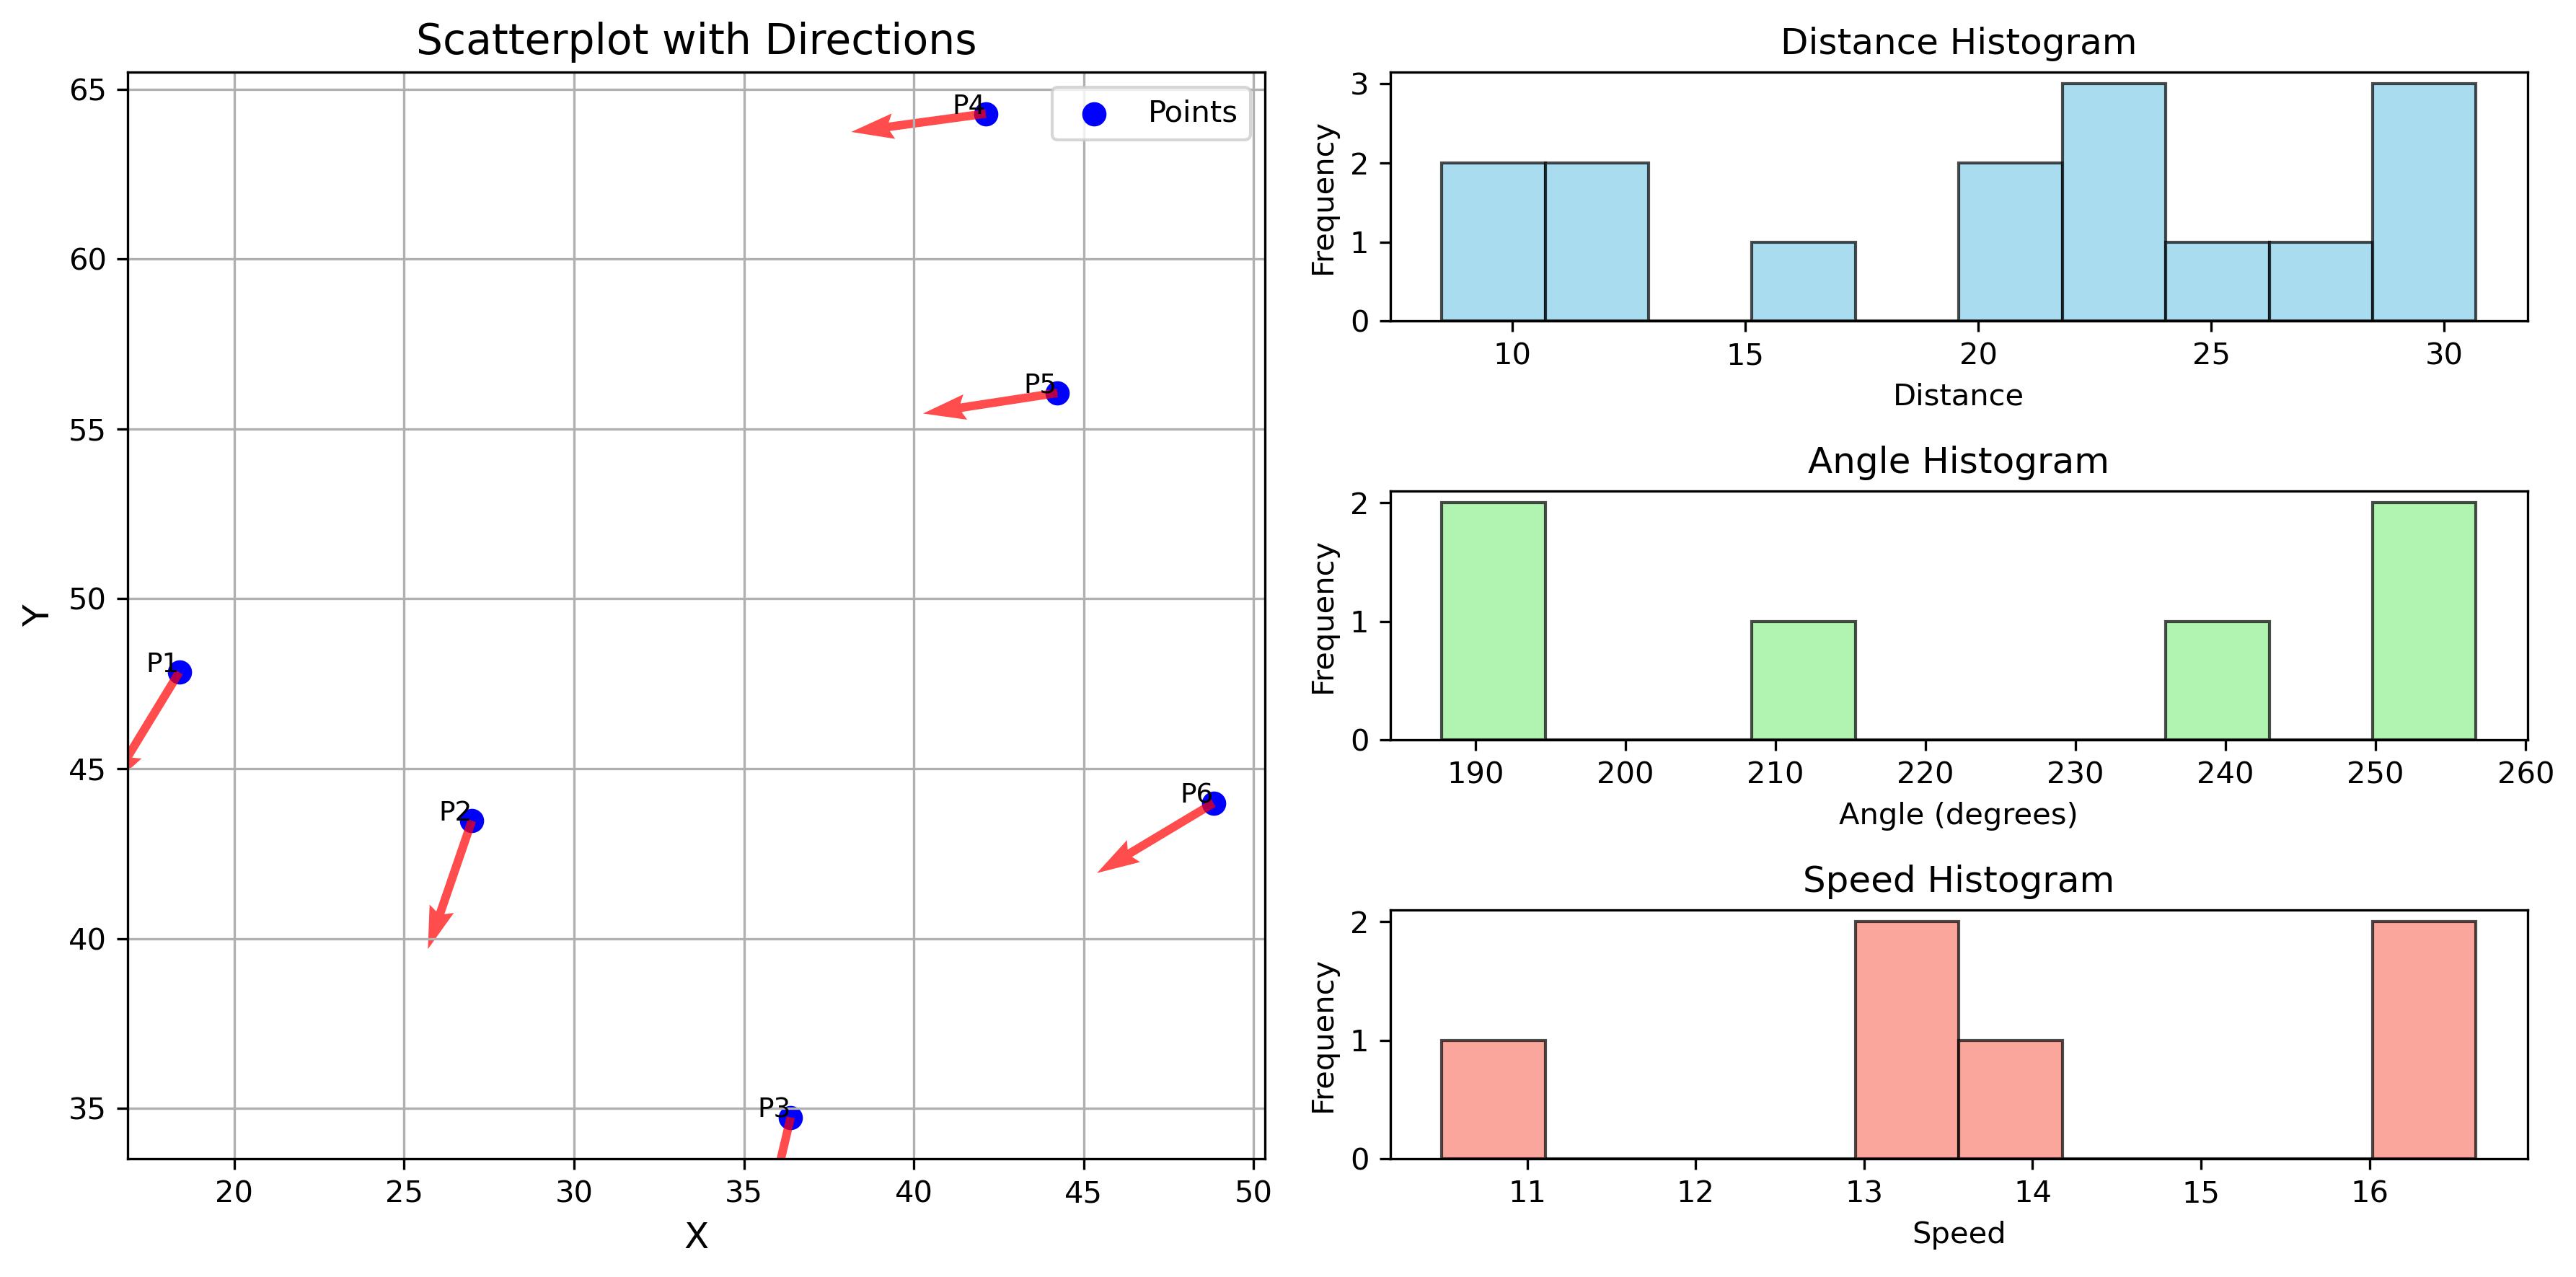 Scatterplot with Directions
65
60
55
50
45
40
35
Y
P4
P5
P1
P2
P6
P3
Points
20 25 30 35 40 45 50
X
Distance Histogram
3
2
1
0
Frequency
10 15 20 25 30
Distance
Angle Histogram
2
1
0
Frequency
190 200 210 220 230 240 250 260
Angle (degrees)
Speed Histogram
2
1
0
Frequency
11 12 13 14 15 16
Speed